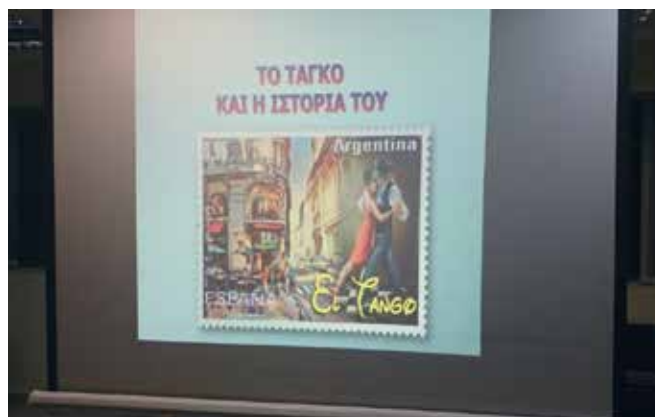 ΤΟ ΤΑΓΚΟ
ΚΑΙ Η ΙΣΤΟΡΙΑ ΤΟΥ
Argentina
ESPAÑA
El Tango